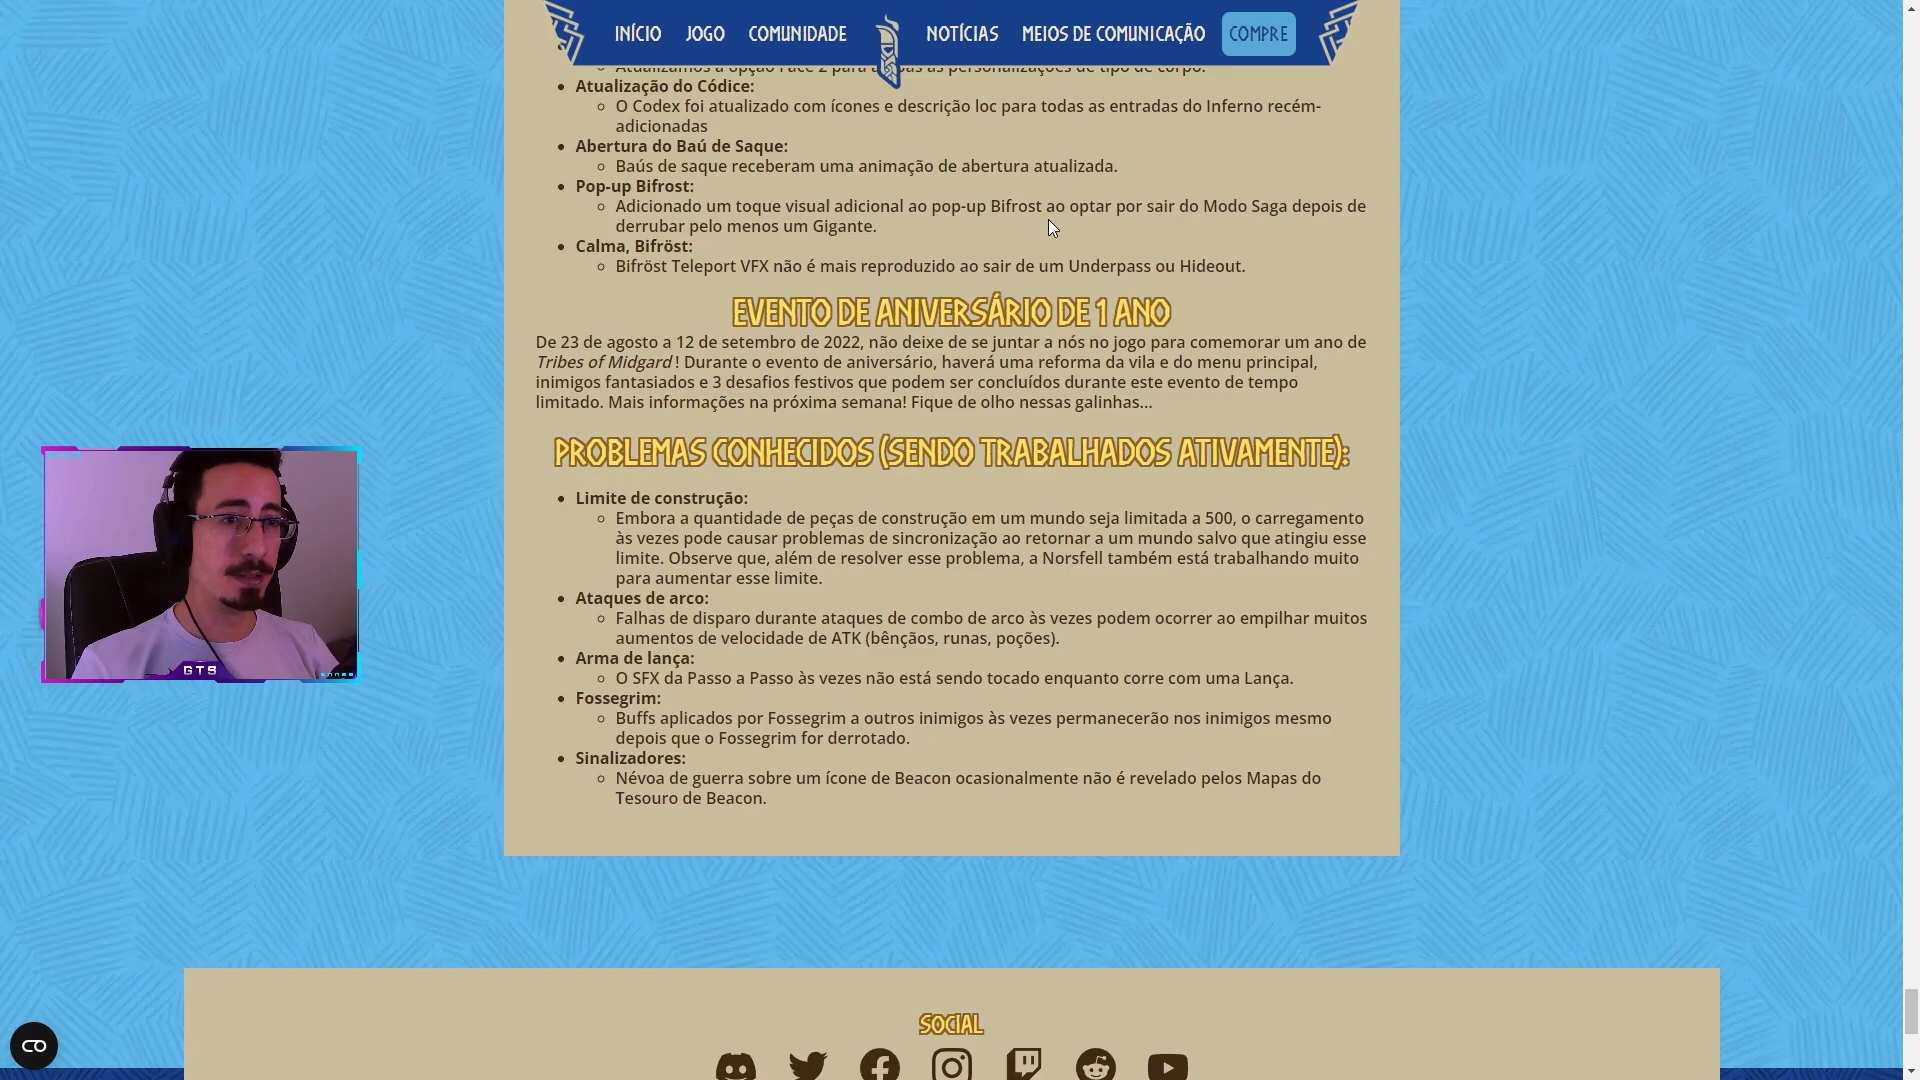 INÍCIO JOGO COMUNIDADE NOTÍCIAS MEIOS DE COMUNICAÇÃO COMPRE
Atualizamos a opção Face 2 para as personalizações de tipo de corpo.
Atualização do Códice:
O Codex foi atualizado com ícones e descrição loc para todas as entradas do Inferno recém-
adicionadas
Abertura do Baú de Saque:
Baús de saque receberam uma animação de abertura atualizada.
Pop-up Bifrost:
Adicionado um toque visual adicional ao pop-up Bifrost ao optar por sair do Modo Saga depois de
derrubar pelo menos um Gigante.
Calma, Bifröst:
Bifröst Teleport VFX não é mais reproduzido ao sair de um Underpass ou Hideout.
EVENTO DE ANIVERSÁRIO DE 1 ANO
De 23 de agosto a 12 de setembro de 2022, não deixe de se juntar a nós no jogo para comemorar um ano de
Tribes of Midgard ! Durante o evento de aniversário, haverá uma reforma da vila e do menu principal,
inimigos fantasiados e 3 desafios festivos que podem ser concluídos durante este evento de tempo
limitado. Mais informações na próxima semana! Fique de olho nessas galinhas...
PROBLEMAS CONHECIDOS (SENDO TRABALHADOS ATIVAMENTE):
Limite de construção:
Embora a quantidade de peças de construção em um mundo seja limitada a 500, o carregamento
às vezes pode causar problemas de sincronização ao retornar a um mundo salvo que atingiu esse
limite. Observe que, além de resolver esse problema, a Norsfell também está trabalhando muito
para aumentar esse limite.
Ataques de arco:
Falhas de disparo durante ataques de combo de arco às vezes podem ocorrer ao empilhar muitos
aumentos de velocidade de ATK (bênçãos, runas, poções).
Arma de lança:
O SFX da Passo a Passo às vezes não está sendo tocado enquanto corre com uma Lança.
Fossegrim:
Buffs aplicados por Fossegrim a outros inimigos às vezes permanecerão nos inimigos mesmo
depois que o Fossegrim for derrotado.
Sinalizadores:
Névoa de guerra sobre um ícone de Beacon ocasionalmente não é revelado pelos Mapas do
Tesouro de Beacon.
GTS
SOCIAL